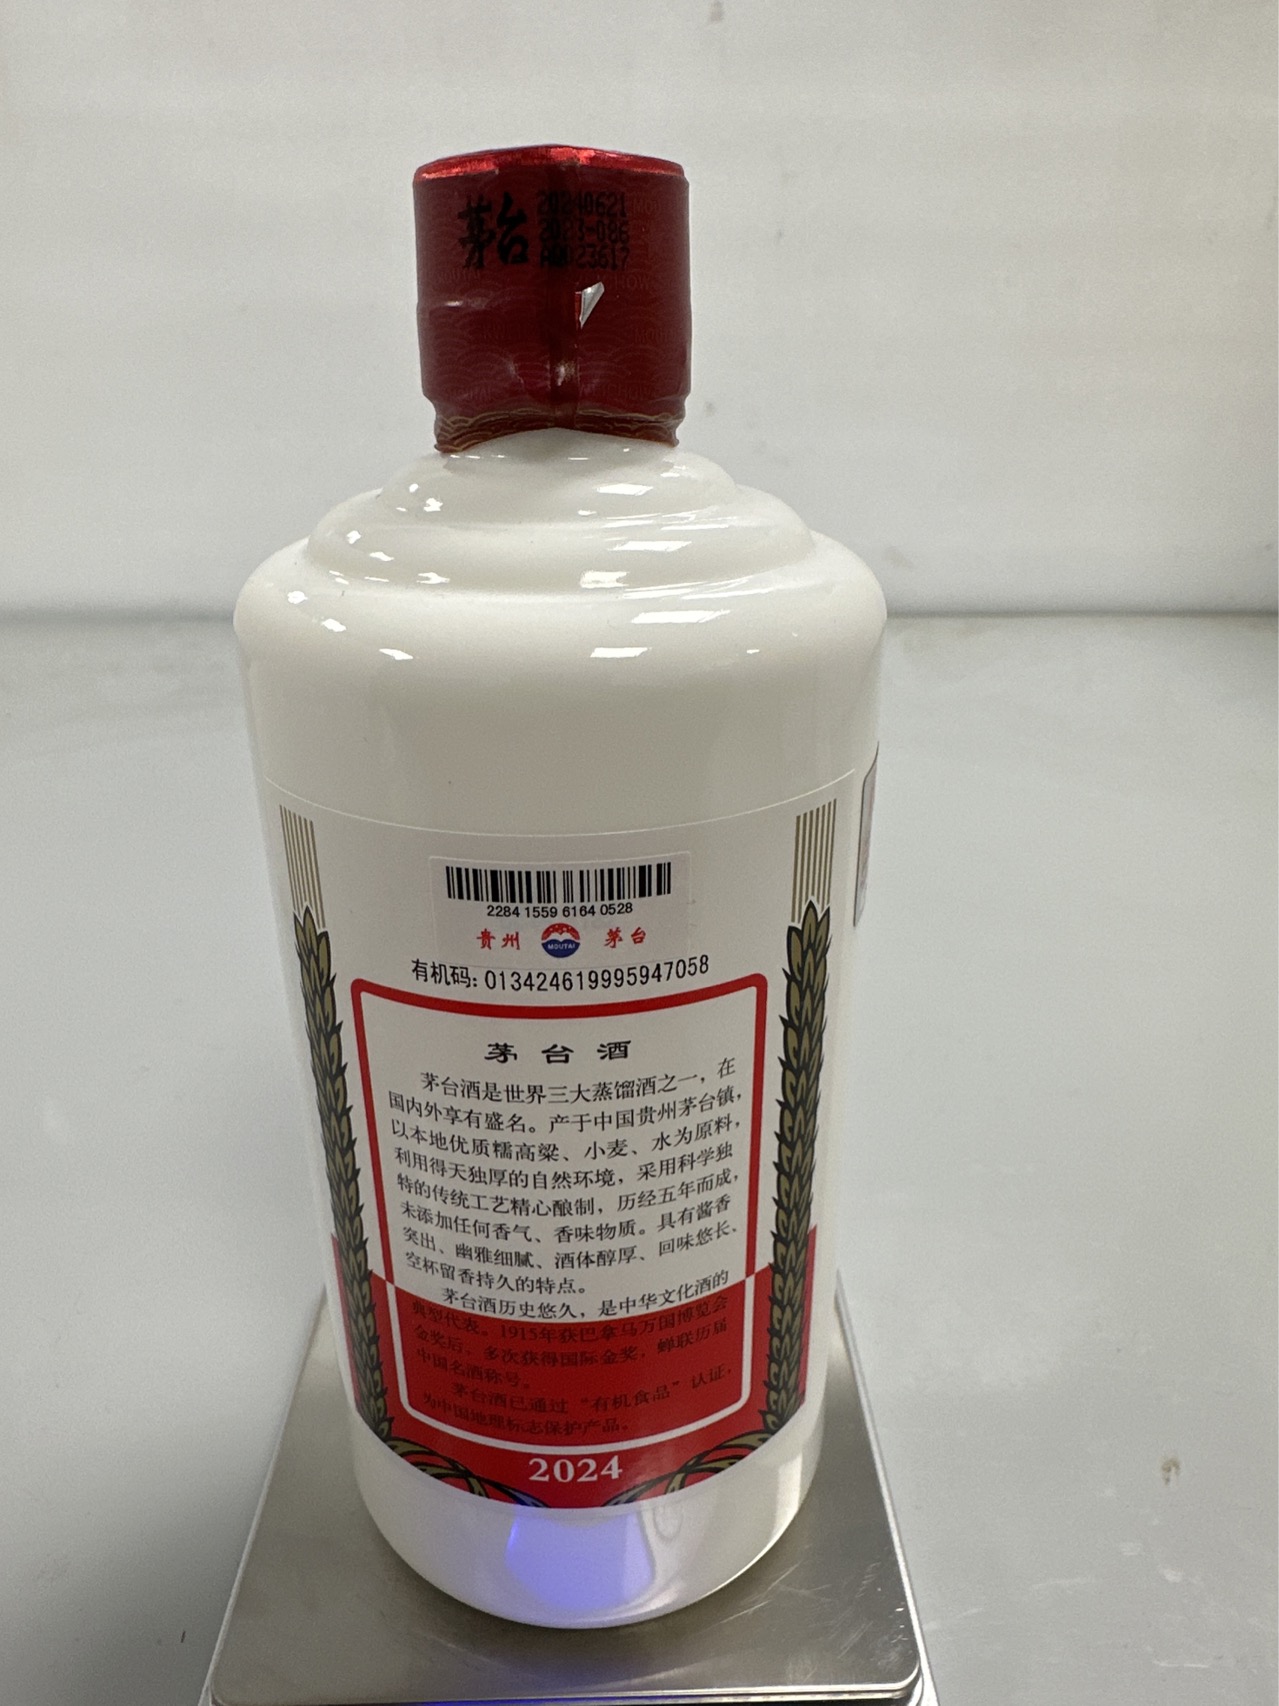 茅台
20240621
2023-086
23617
2284 1559 6164 0528
贵州 MOUTAI 茅台
有机码: 013424619995947058
茅台酒
茅台酒是世界三大蒸馏酒之一，在
国内外享有盛名。产于中国贵州茅台镇，
以本地优质糯高粱、小麦、水为原料，
利用得天独厚的自然环境，采用科学独
特的传统工艺精心酿制，历经五年而成，
未添加任何香气、香味物质。具有酱香
突出、幽雅细腻、酒体醇厚、回味悠长、
空杯留香持久的特点。
茅台酒历史悠久，是中华文化酒的
典型代表。1915年获巴拿马万国博览会
金奖后，多次获得国际金奖，蝉联历届
中国名酒称号。
茅台酒已通过“有机食品”认证，
为中国地理标志保护产品。
2024